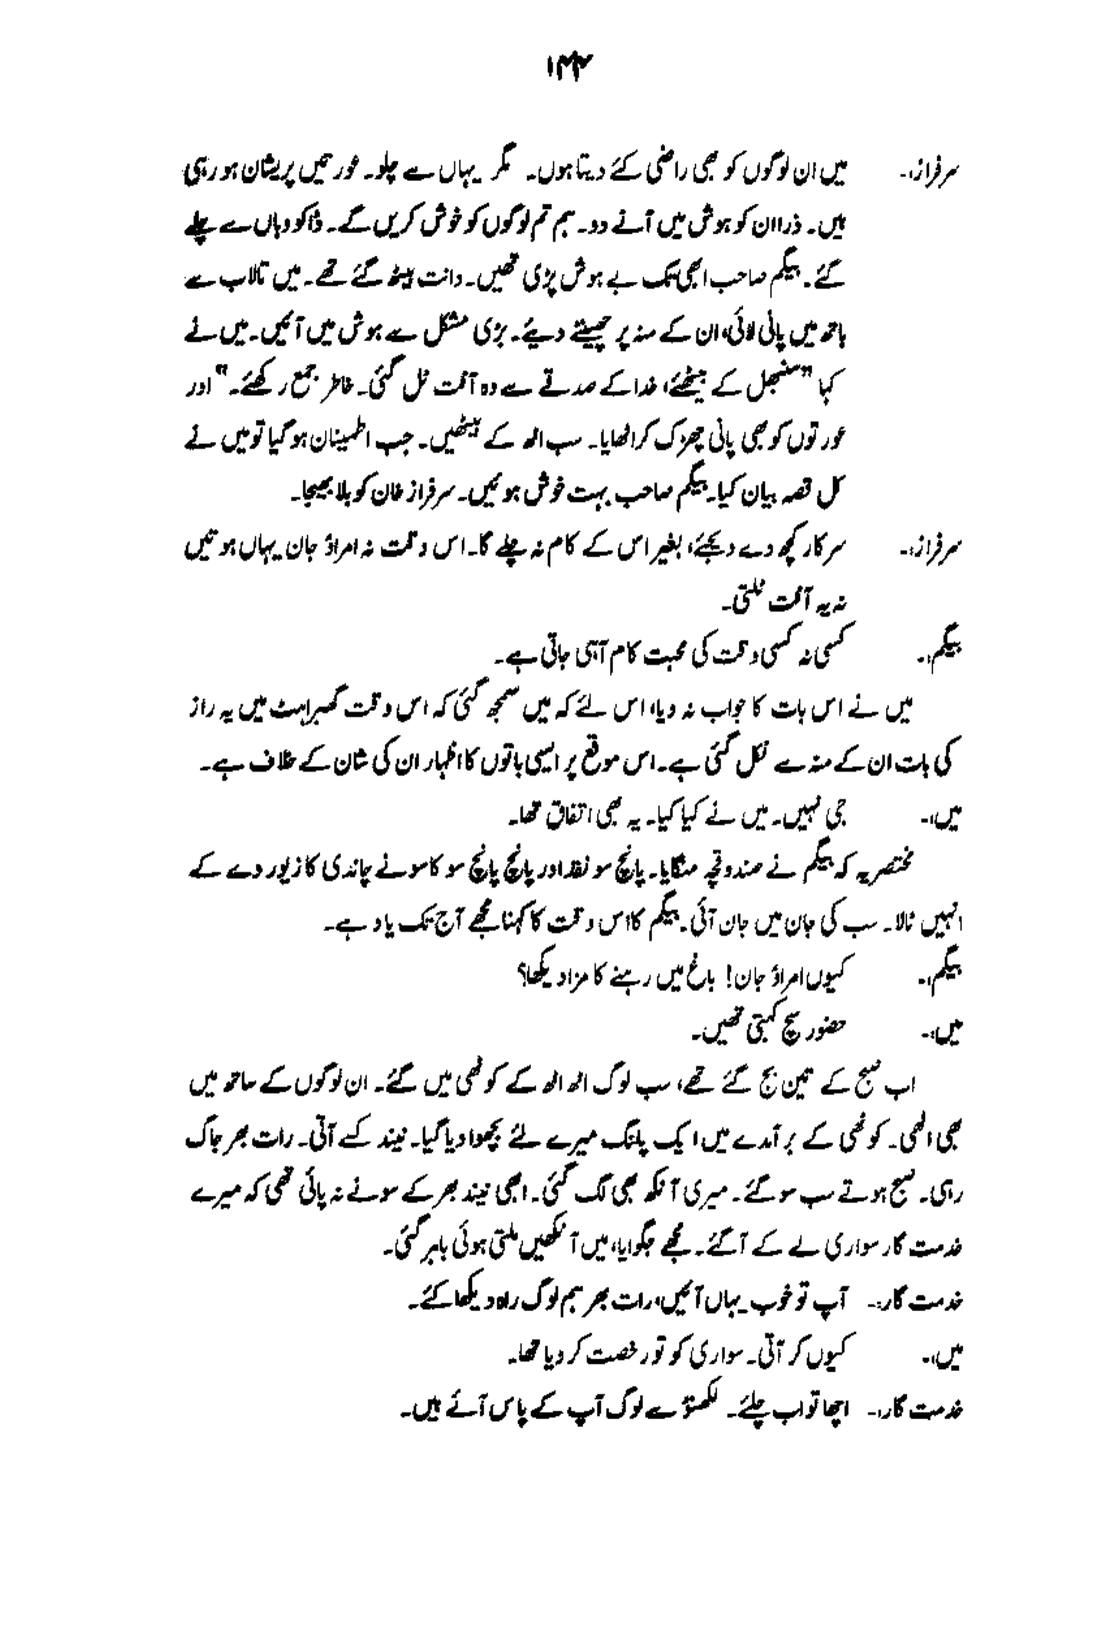 ۱۴۴
سرفراز:۔ میں ان لوگوں کو بھی راضی کئے دیتا ہوں۔ مگر یہاں سے چلو۔ عورتیں پریشان ہو رہی
ہیں۔ ذرا ان کو ہوش میں آنے دو۔ ہم تم لوگوں کو خوش کریں گے۔ ڈاکو وہاں سے چلے
گئے۔ بیگم صاحب ابھی تک بے ہوش پڑی تھیں۔ دانت بیٹھ گئے تھے۔ میں تالاب سے
ہاتھ میں پانی لائی، ان کے منہ پر چھینٹے دیئے۔ بڑی مشکل سے ہوش میں آئیں۔ میں نے
کہا "سنبھل کے بیٹھئے، خدا کے صدقے سے وہ آفت ٹل گئی۔ خاطر جمع رکھئے۔" اور
عورتوں کو بھی پانی چھڑک کر اٹھایا۔ سب اٹھ کے بیٹھیں۔ جب اطمینان ہو گیا تو میں نے
کل قصہ بیان کیا۔ بیگم صاحب بہت خوش ہوئیں۔ سرفراز خان کو بلا بھیجا۔
سرفراز:۔ سرکار کچھ دے دیجئے، بغیر اس کے کام نہ چلے گا۔ اس وقت نہ امراؤ جان یہاں ہوتیں
نہ یہ آفت ٹلتی۔
بیگم:۔ کسی نہ کسی وقت کی محبت کام آ ہی جاتی ہے۔
میں نے اس بات کا جواب نہ دیا، اس لئے کہ میں سمجھ گئی کہ اس وقت گھبراہٹ میں یہ راز
کی بات ان کے منہ سے نکل گئی ہے۔ اس موقع پر ایسی باتوں کا اظہار ان کی شان کے خلاف ہے۔
میں:۔ جی نہیں۔ میں نے کیا کیا۔ یہ بھی اتفاق تھا۔
مختصر یہ کہ بیگم نے صندوقچہ منگایا۔ پانچ سو نقد اور پانچ پانچ سو کا سونے چاندی کا زیور دے کے
انہیں ٹالا۔ سب کی جان میں جان آئی۔ بیگم کا اس وقت کا کہنا مجھے آج تک یاد ہے۔
بیگم:۔ کیوں امراؤ جان! باغ میں رہنے کا مزا دیکھا؟
میں:۔ حضور سچ کہتی تھیں۔
اب صبح کے تین بج گئے تھے، سب لوگ اٹھ اٹھ کے کوٹھی میں گئے۔ ان لوگوں کے ساتھ میں
بھی اٹھی۔ کوٹھی کے برآمدے میں ایک پلنگ میرے لئے بچھوا دیا گیا۔ نیند کسے آتی۔ رات بھر جاگ
رہی۔ صبح ہوتے سب سو گئے۔ میری آنکھ بھی لگ گئی۔ ابھی نیند بھر کے سونے نہ پائی تھی کہ میرے
خدمت گار سواری لے کے آ گئے۔ مجھے جگوایا، میں آنکھیں ملتی ہوئی باہر گئی۔
خدمت گار:۔ آپ تو خوب یہاں آئیں، رات بھر ہم لوگ راہ دیکھا کئے۔
میں:۔ کیوں کر آتی۔ سواری کو تو رخصت کر دیا تھا۔
خدمت گار:۔ اچھا تو اب چلئے۔ لکھنؤ سے لوگ آپ کے پاس آئے ہیں۔